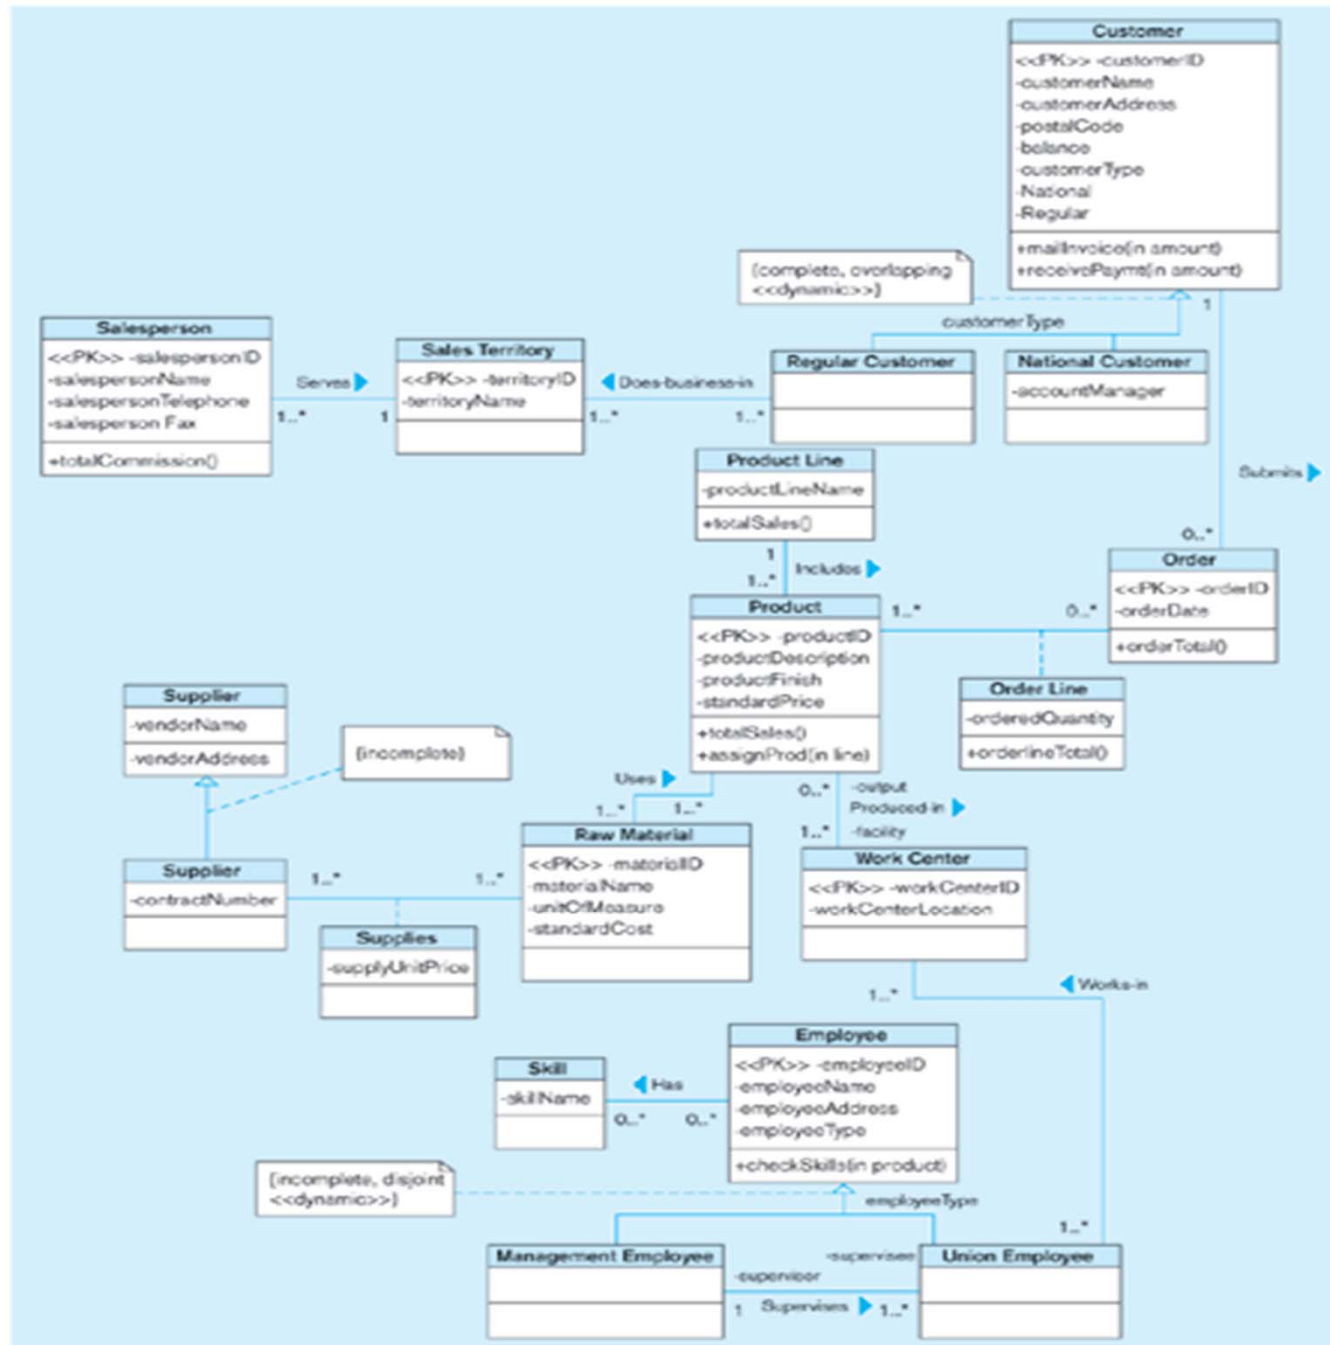 Customer
<<PK>> -customerID
-customerName
-customerAddress
-postalCode
-balance
-customerType
-National
-Regular
+mailInvoice(in amount)
+receivePaymt(in amount)
{complete, overlapping
<<dynamic>>}
customerType
1
Salesperson
<<PK>> -salespersonID
-salespersonName
-salespersonTelephone
-salesperson Fax
+totalCommission()
Serves
1..*
1
Sales Territory
<<PK>> -territoryID
-territoryName
Does-business-in
1..*
1..*
Regular Customer
National Customer
-accountManager
Submits
0..*
Product Line
-productLineName
+totalSales()
1
Includes
1..*
Order
<<PK>> -orderID
-orderDate
+orderTotal()
Product
<<PK>> -productID
-productDescription
-productFinish
-standardPrice
+totalSales()
+assignProd(in line)
1..*
0..*
Order Line
-orderedQuantity
+orderlineTotal()
Supplier
-vendorName
-vendorAddress
{incomplete}
Uses
1..*
1..*
0..*
-output
Produced-in
1..*
-facility
Supplier
-contractNumber
1..*
1..*
Supplies
-supplyUnitPrice
Raw Material
<<PK>> -materialID
-materialName
-unitOfMeasure
-standardCost
Work Center
<<PK>> -workCenterID
-workCenterLocation
1..*
Works-in
Skill
-skillName
Has
0..*
0..*
Employee
<<PK>> -employeeID
-employeeName
-employeeAddress
-employeeType
+checkSkills(in product)
{incomplete, disjoint
<<dynamic>>}
employeeType
1..*
Management Employee
-supervisee
Union Employee
-supervisor
1
Supervises
1..*